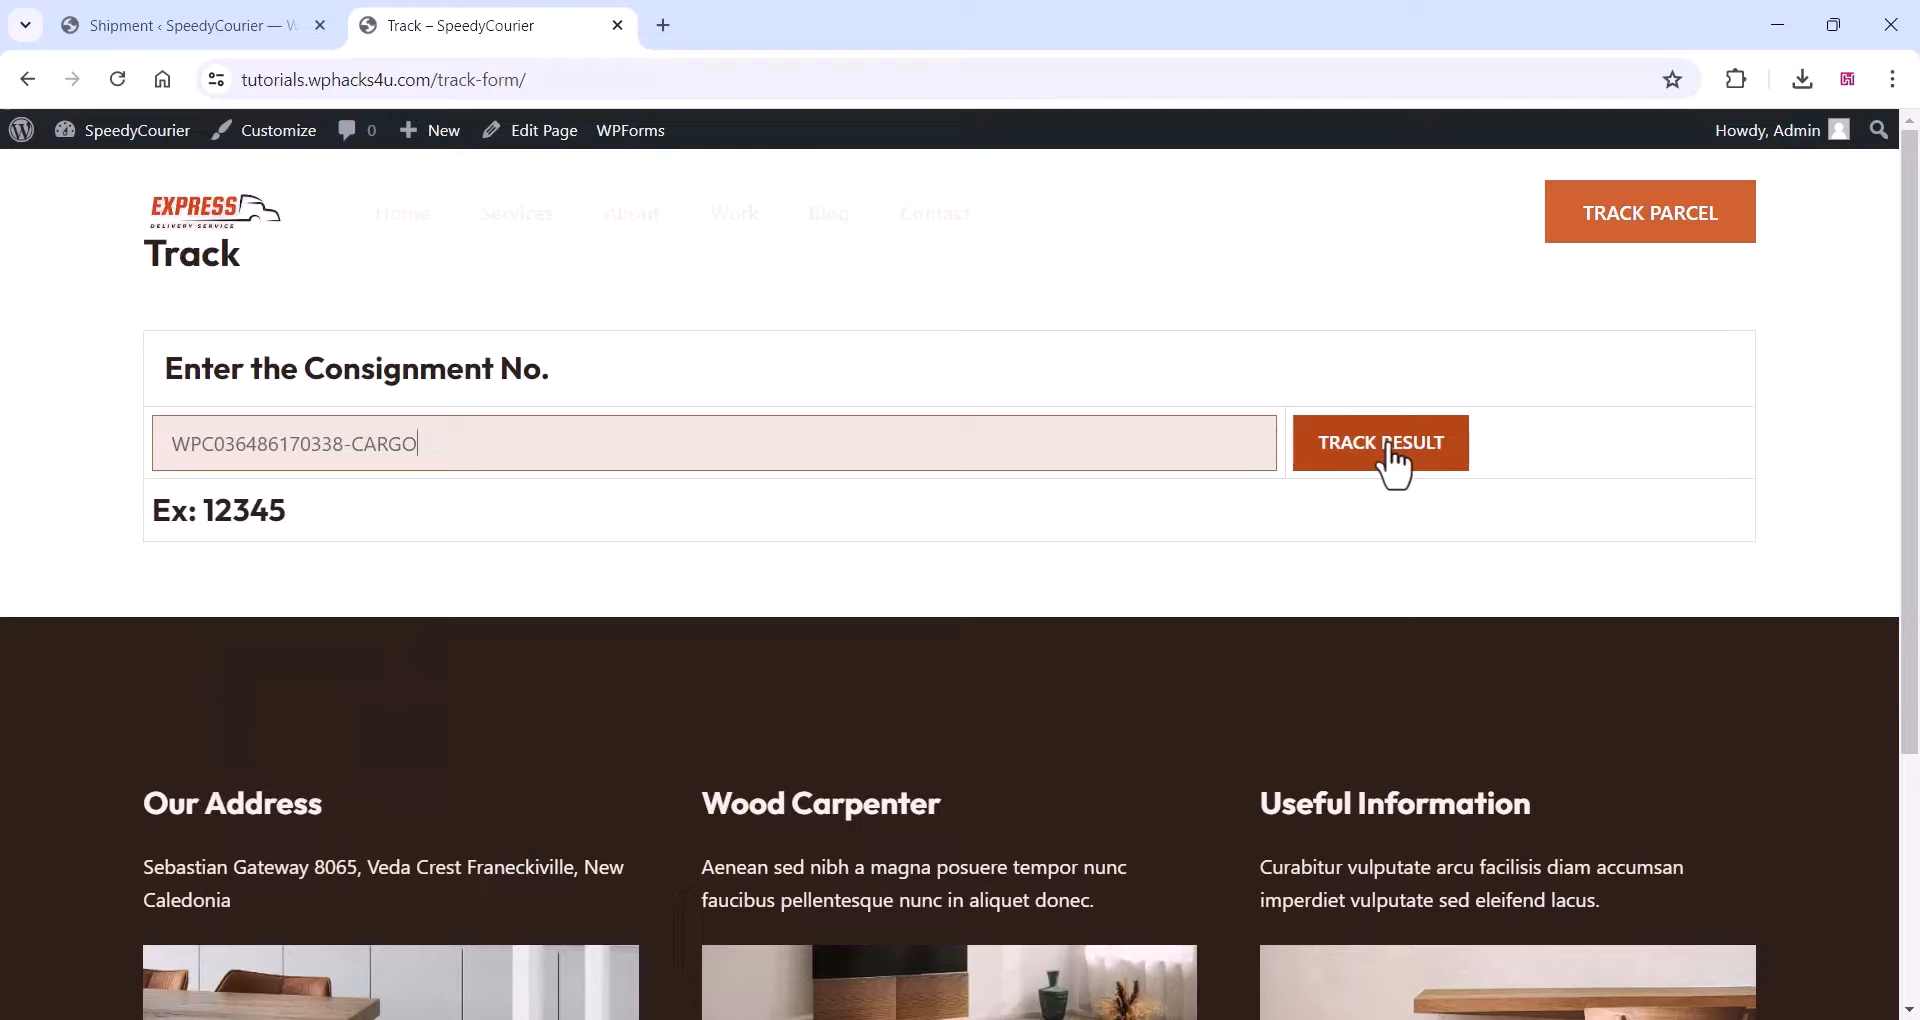 Shipment ‹ SpeedyCourier — W
Track – SpeedyCourier
tutorials.wphacks4u.com/track-form/
SpeedyCourier
Customize
0
New
Edit Page
WPForms
Howdy, Admin
EXPRESS
DELIVERY SERVICE
Home
Services
About
Work
Blog
Contact
TRACK PARCEL
Track
Enter the Consignment No.
WPC036486170338-CARGO
TRACK RESULT
Ex: 12345
Our Address
Sebastian Gateway 8065, Veda Crest Franeckiville, New
Caledonia
Wood Carpenter
Aenean sed nibh a magna posuere tempor nunc
faucibus pellentesque nunc in aliquet donec.
Useful Information
Curabitur vulputate arcu facilisis diam accumsan
imperdiet vulputate sed eleifend lacus.